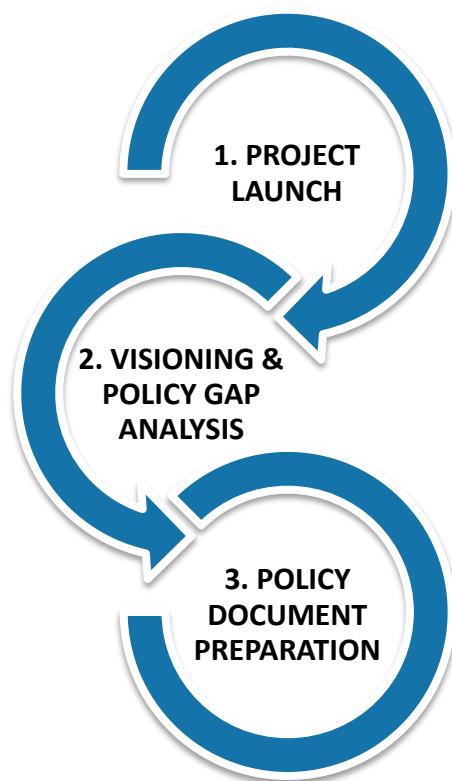 1. PROJECT
LAUNCH
2. VISIONING &
POLICY GAP
ANALYSIS
3. POLICY
DOCUMENT
PREPARATION